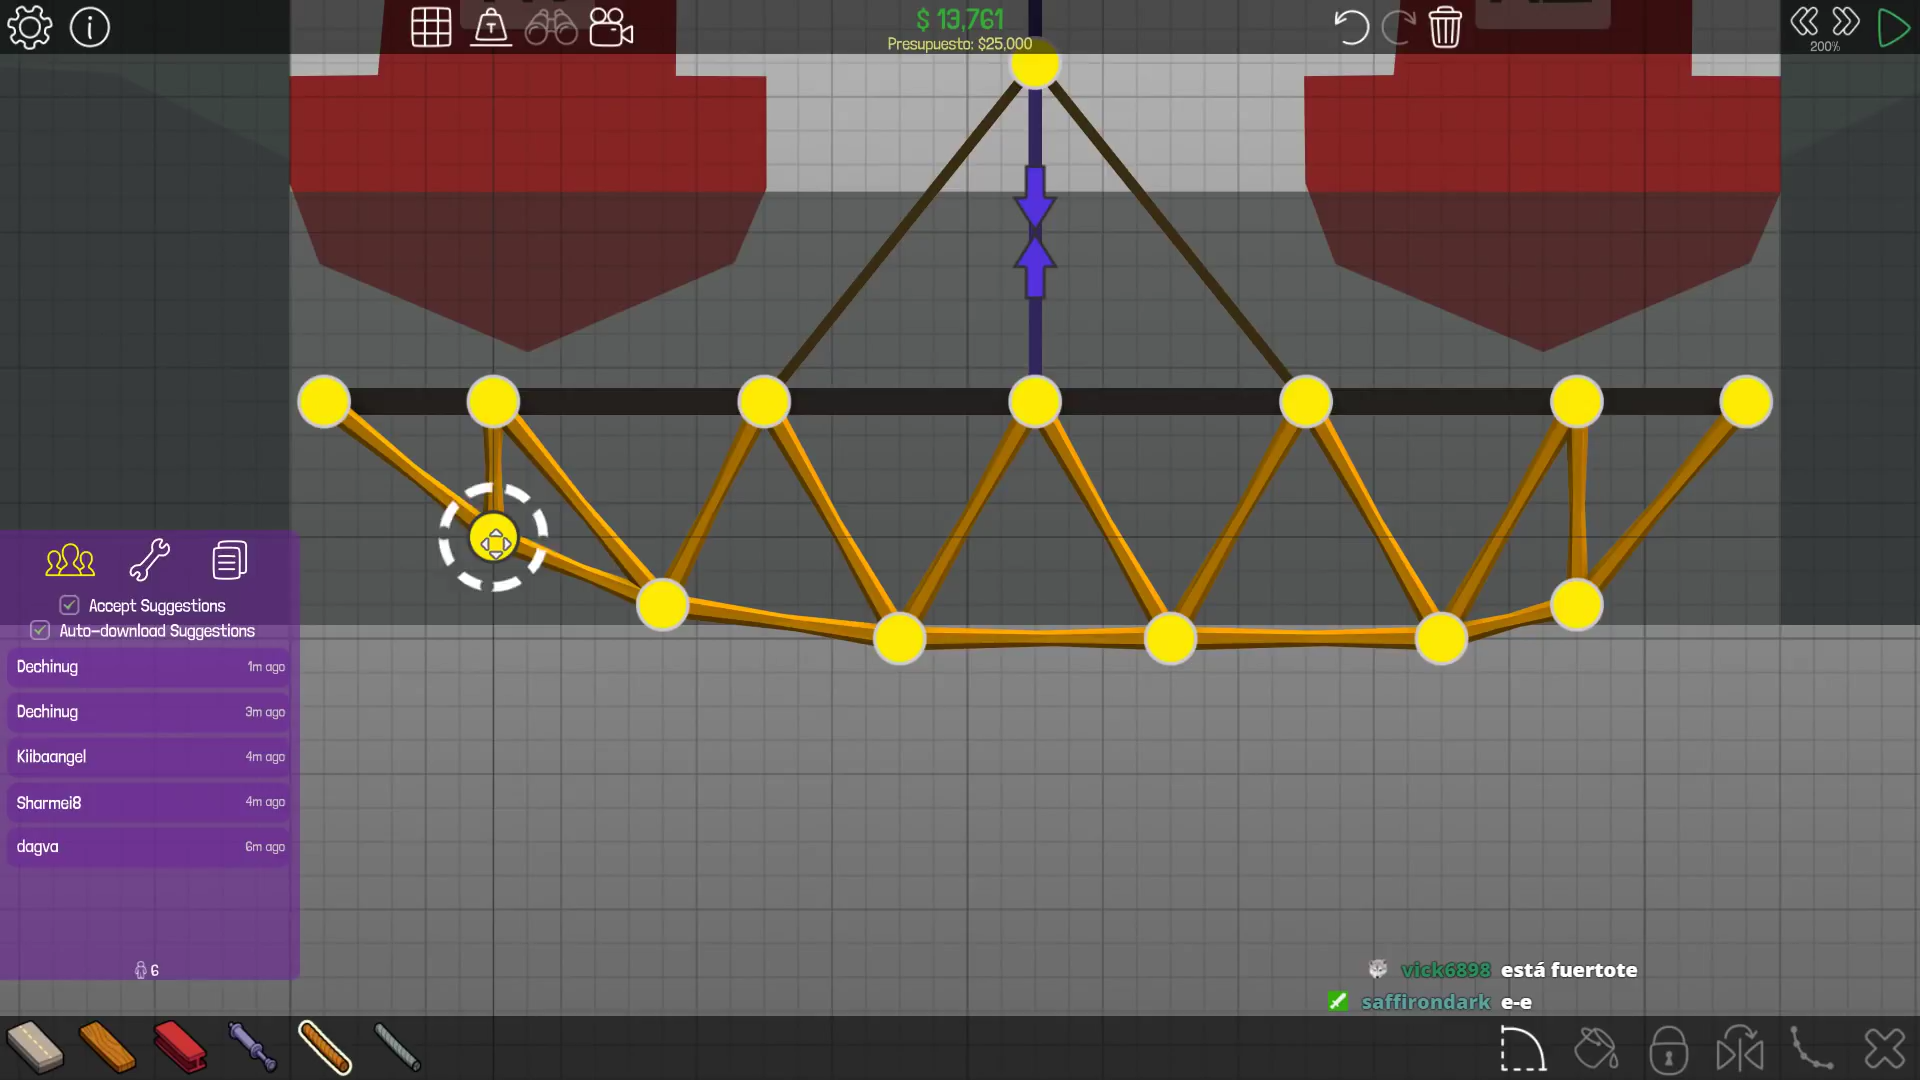 $ 13,761
Presupuesto: $25,000
200%
Accept Suggestions
Auto-download Suggestions
Dechinug 1m ago
Dechinug 3m ago
Kiibaangel 4m ago
Sharmei8 4m ago
dagva 6m ago
6
vick6898 está fuertote
saffirondark e-e